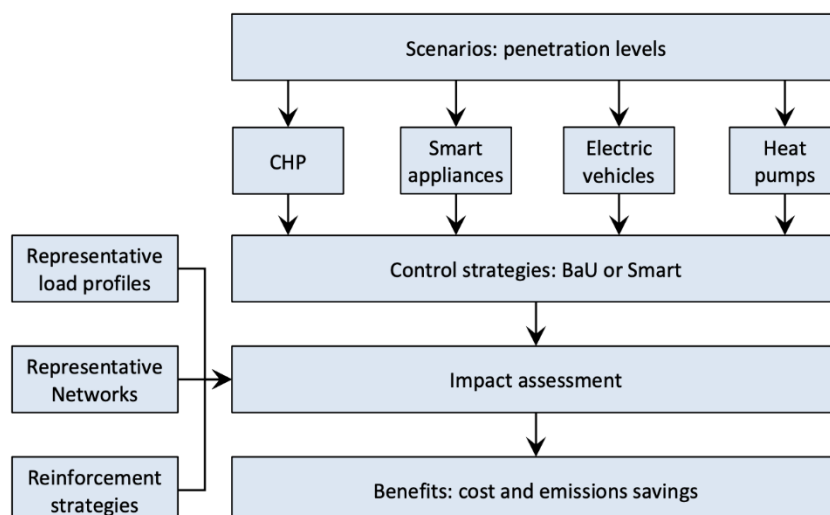 Scenarios: penetration levels
CHP
Smart
appliances
Electric
vehicles
Heat
pumps
Representative
load profiles
Control strategies: BaU or Smart
Representative
Networks
Impact assessment
Reinforcement
strategies
Benefits: cost and emissions savings